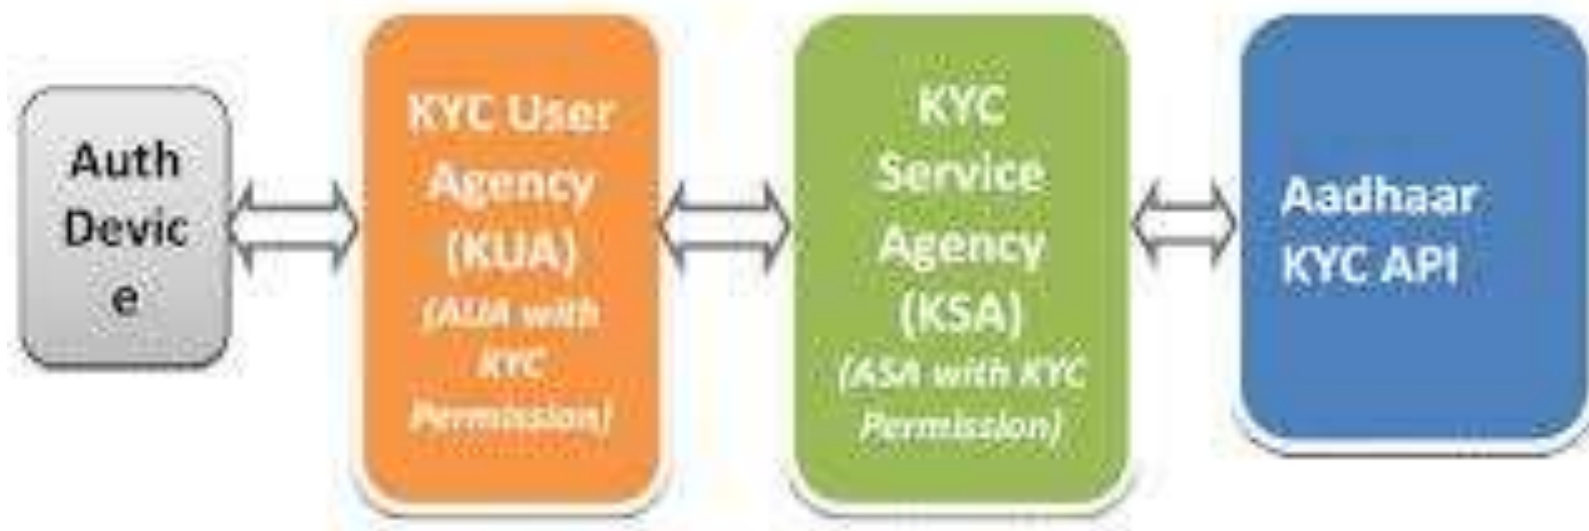 Auth
Devic
e
KYC User
Agency
(KUA)
(AUA with
KYC
Permission)
KYC
Service
Agency
(KSA)
(ASA with KYC
Permission)
Aadhaar
KYC API